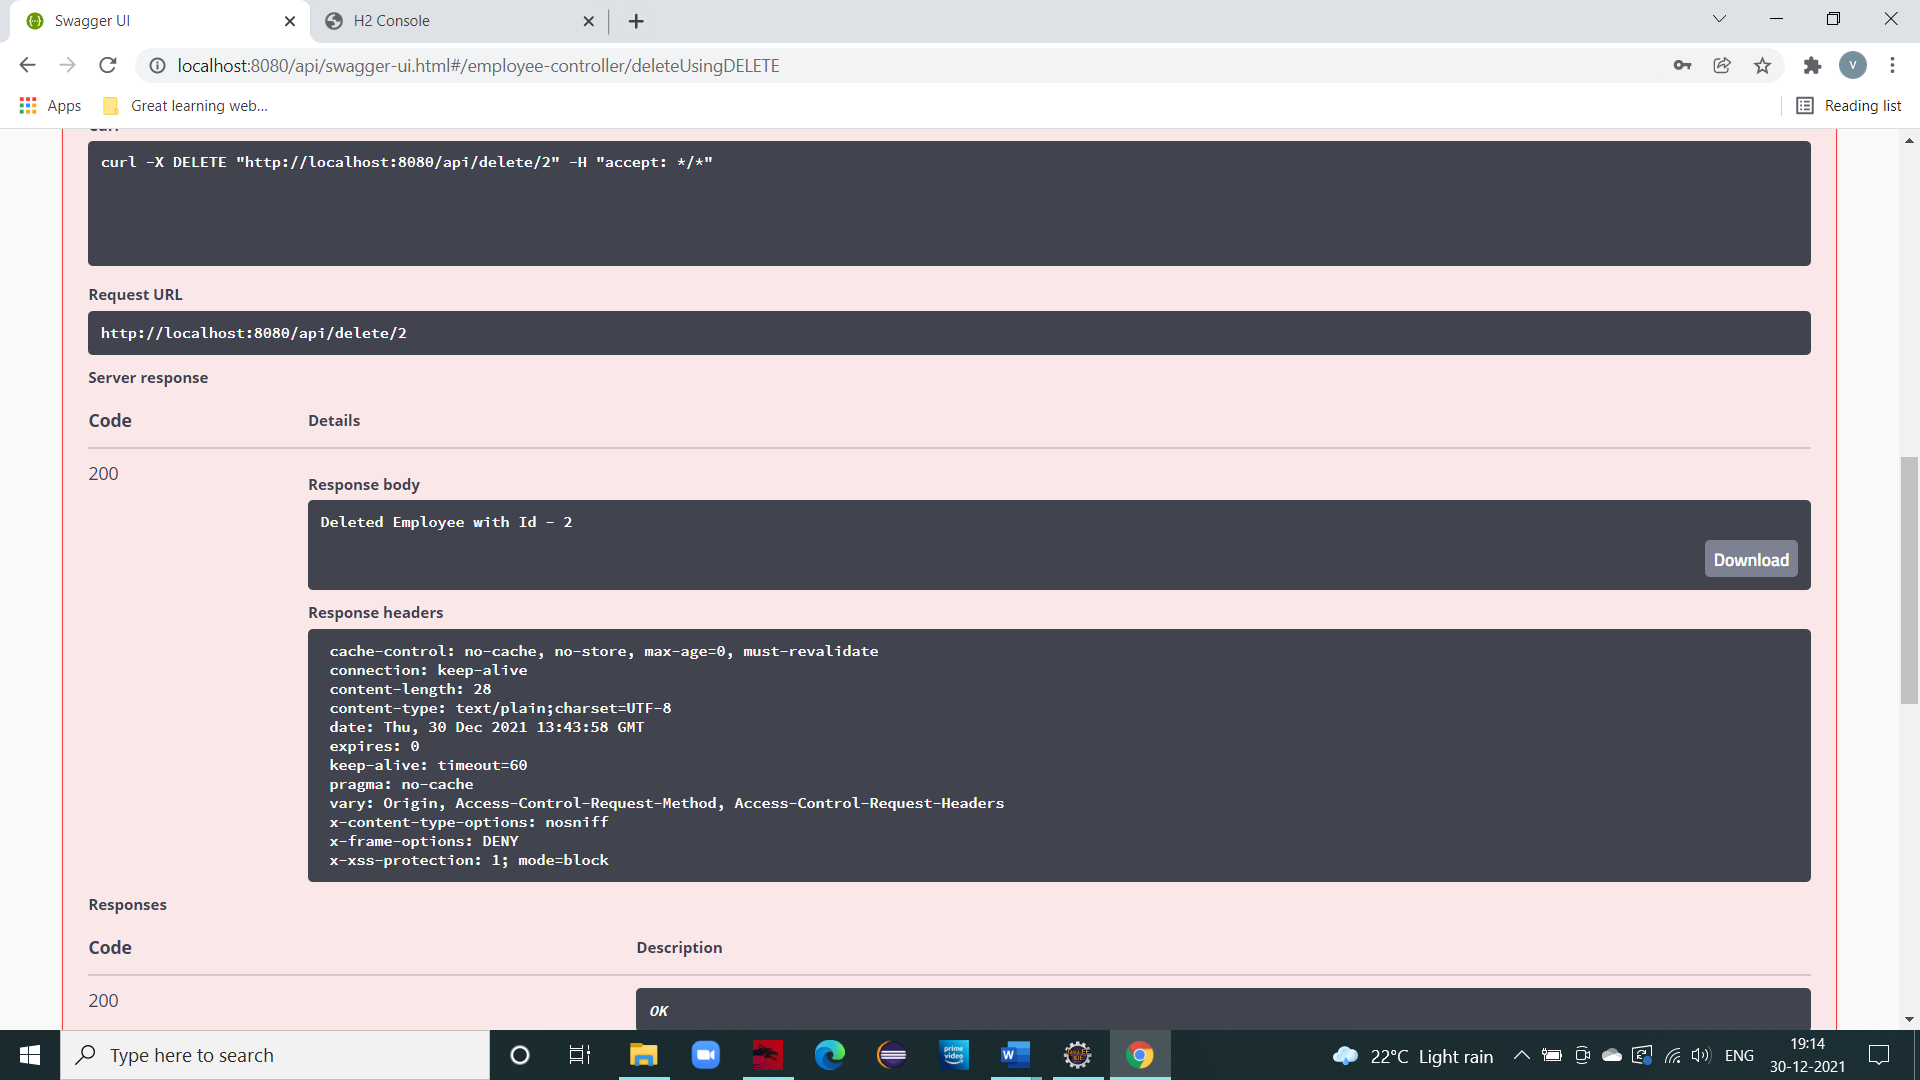 Swagger UI
H2 Console
localhost:8080/api/swagger-ui.html#/employee-controller/deleteUsingDELETE
V
Apps
Great learning web...
Reading list
Curl
curl -X DELETE "http://localhost:8080/api/delete/2" -H "accept: */*"
Request URL
http://localhost:8080/api/delete/2
Server response
Code Details
200
Response body
Deleted Employee with Id - 2
Download
Response headers
cache-control: no-cache, no-store, max-age=0, must-revalidate
connection: keep-alive
content-length: 28
content-type: text/plain;charset=UTF-8
date: Thu, 30 Dec 2021 13:43:58 GMT
expires: 0
keep-alive: timeout=60
pragma: no-cache
vary: Origin, Access-Control-Request-Method, Access-Control-Request-Headers
x-content-type-options: nosniff
x-frame-options: DENY
x-xss-protection: 1; mode=block
Responses
Code Description
200
OK
Type here to search
prime video
W
22°C Light rain
ENG
19:14
30-12-2021